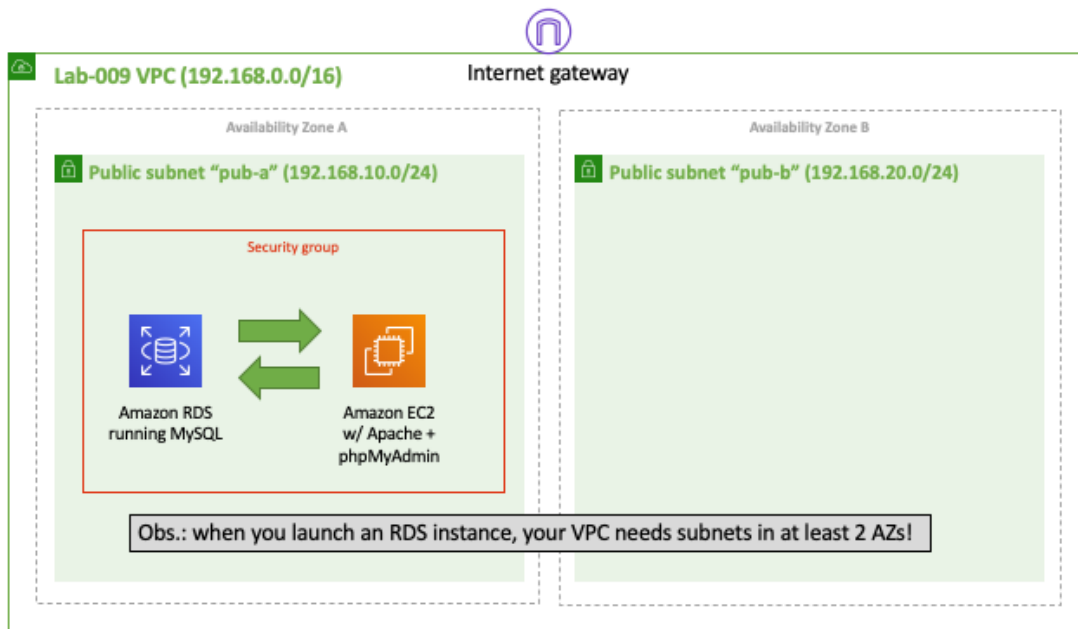 Internet gateway
Lab-009 VPC (192.168.0.0/16)
Availability Zone A
Availability Zone B
Public subnet “pub-a” (192.168.10.0/24)
Public subnet “pub-b” (192.168.20.0/24)
Security group
Amazon RDS
running MySQL
Amazon EC2
w/ Apache +
phpMyAdmin
Obs.: when you launch an RDS instance, your VPC needs subnets in at least 2 AZs!